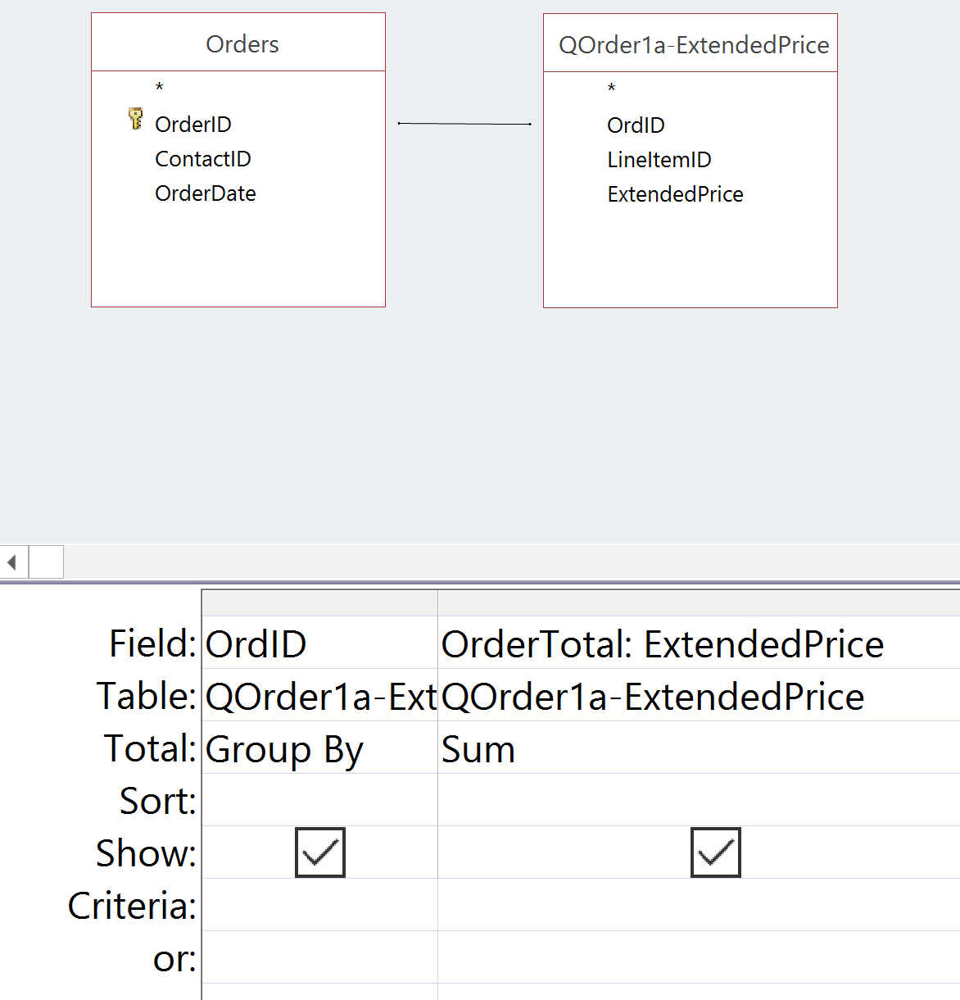 Orders
*
OrderID
ContactID
OrderDate
QOrder1a-ExtendedPrice
*
OrdID
LineItemID
ExtendedPrice
Field: OrdID OrderTotal: ExtendedPrice
Table: QOrder1a-Ext QOrder1a-ExtendedPrice
Total: Group By Sum
Sort:
Show:
Criteria:
or: